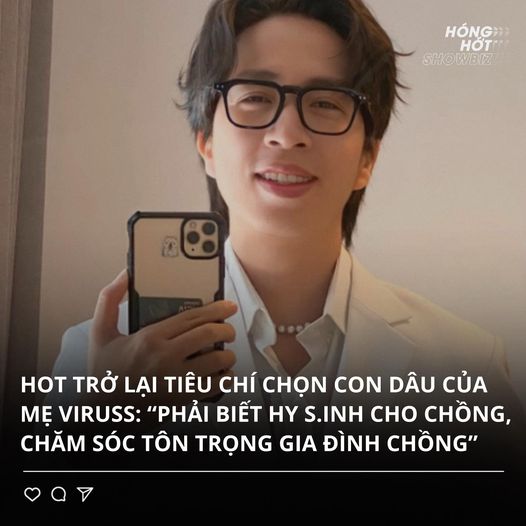 HÓNG
HỚT
SHOWBIZ
HOT TRỞ LẠI TIÊU CHÍ CHỌN CON DÂU CỦA
MẸ VIRUSS: “PHẢI BIẾT HY S.INH CHO CHỒNG,
CHĂM SÓC TÔN TRỌNG GIA ĐÌNH CHỒNG”